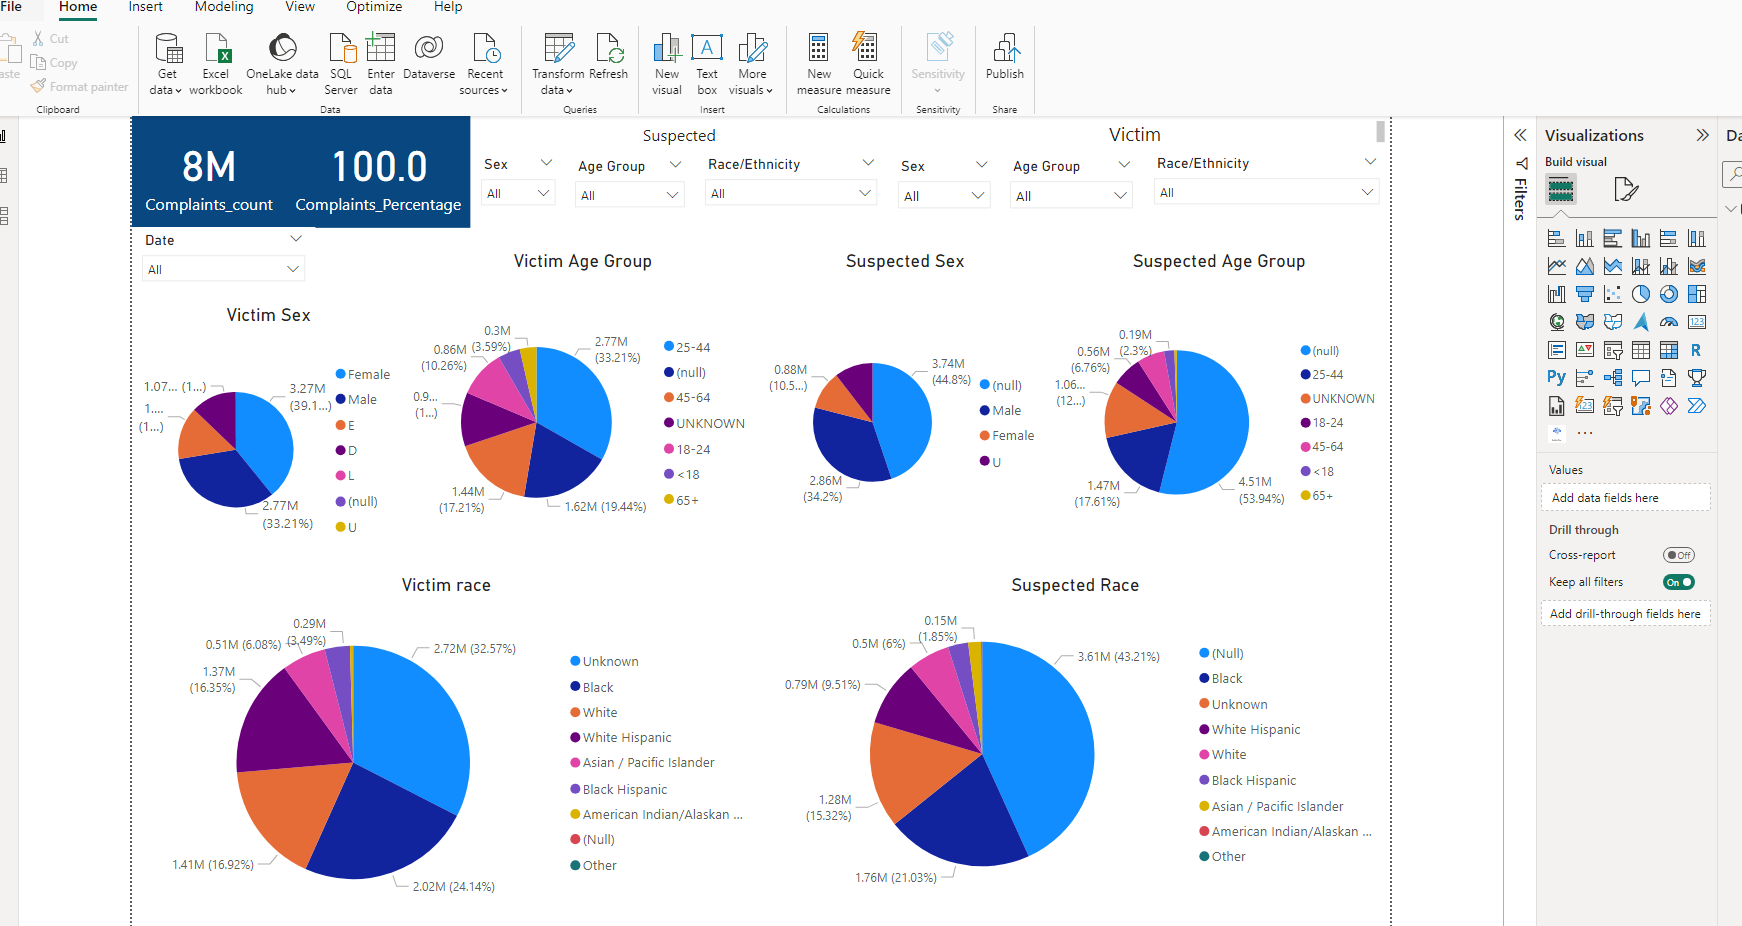 File
Home
Insert
Modeling
View
Optimize
Help
Cut
Copy
Format painter
Clipboard
Get data
Excel workbook
OneLake data hub
SQL Server
Enter data
Dataverse
Recent sources
Data
Transform data
Refresh
Queries
New visual
Text box
More visuals
Insert
New measure
Quick measure
Calculations
Sensitivity
Sensitivity
Publish
Share
8M
Complaints_count
100.0
Complaints_Percentage
Suspected
Sex
All
Age Group
All
Race/Ethnicity
All
Victim
Sex
All
Age Group
All
Race/Ethnicity
All
Date
All
Victim Sex
1.07... (1...)
1....
(1...)
3.27M
(39.1...)
2.77M
(33.21%)
Female
Male
E
D
L
(null)
U
Victim Age Group
0.3M
(3.59%)
0.86M
(10.26%)
0.9...
(1...)
1.44M
(17.21%)
2.77M
(33.21%)
1.62M (19.44%)
25-44
(null)
45-64
UNKNOWN
18-24
<18
65+
Suspected Sex
0.88M
(10.5...)
3.74M
(44.8%)
2.86M
(34.2%)
(null)
Male
Female
U
Suspected Age Group
0.19M
(2.3%)
0.56M
(6.76%)
1.06...
(12...)
1.47M
(17.61%)
4.51M
(53.94%)
(null)
25-44
UNKNOWN
18-24
45-64
<18
65+
Victim race
0.29M
(3.49%)
0.51M (6.08%)
1.37M
(16.35%)
2.72M (32.57%)
1.41M (16.92%)
2.02M (24.14%)
Unknown
Black
White
White Hispanic
Asian / Pacific Islander
Black Hispanic
American Indian/Alaskan ...
(Null)
Other
Suspected Race
0.15M
(1.85%)
0.5M (6%)
0.79M (9.51%)
3.61M (43.21%)
1.28M
(15.32%)
1.76M (21.03%)
(Null)
Black
Unknown
White Hispanic
White
Black Hispanic
Asian / Pacific Islander
American Indian/Alaskan ...
Other
Filters
Visualizations
Build visual
123
R
Py
Values
Add data fields here
Drill through
Cross-report
Off
Keep all filters
On
Add drill-through fields here